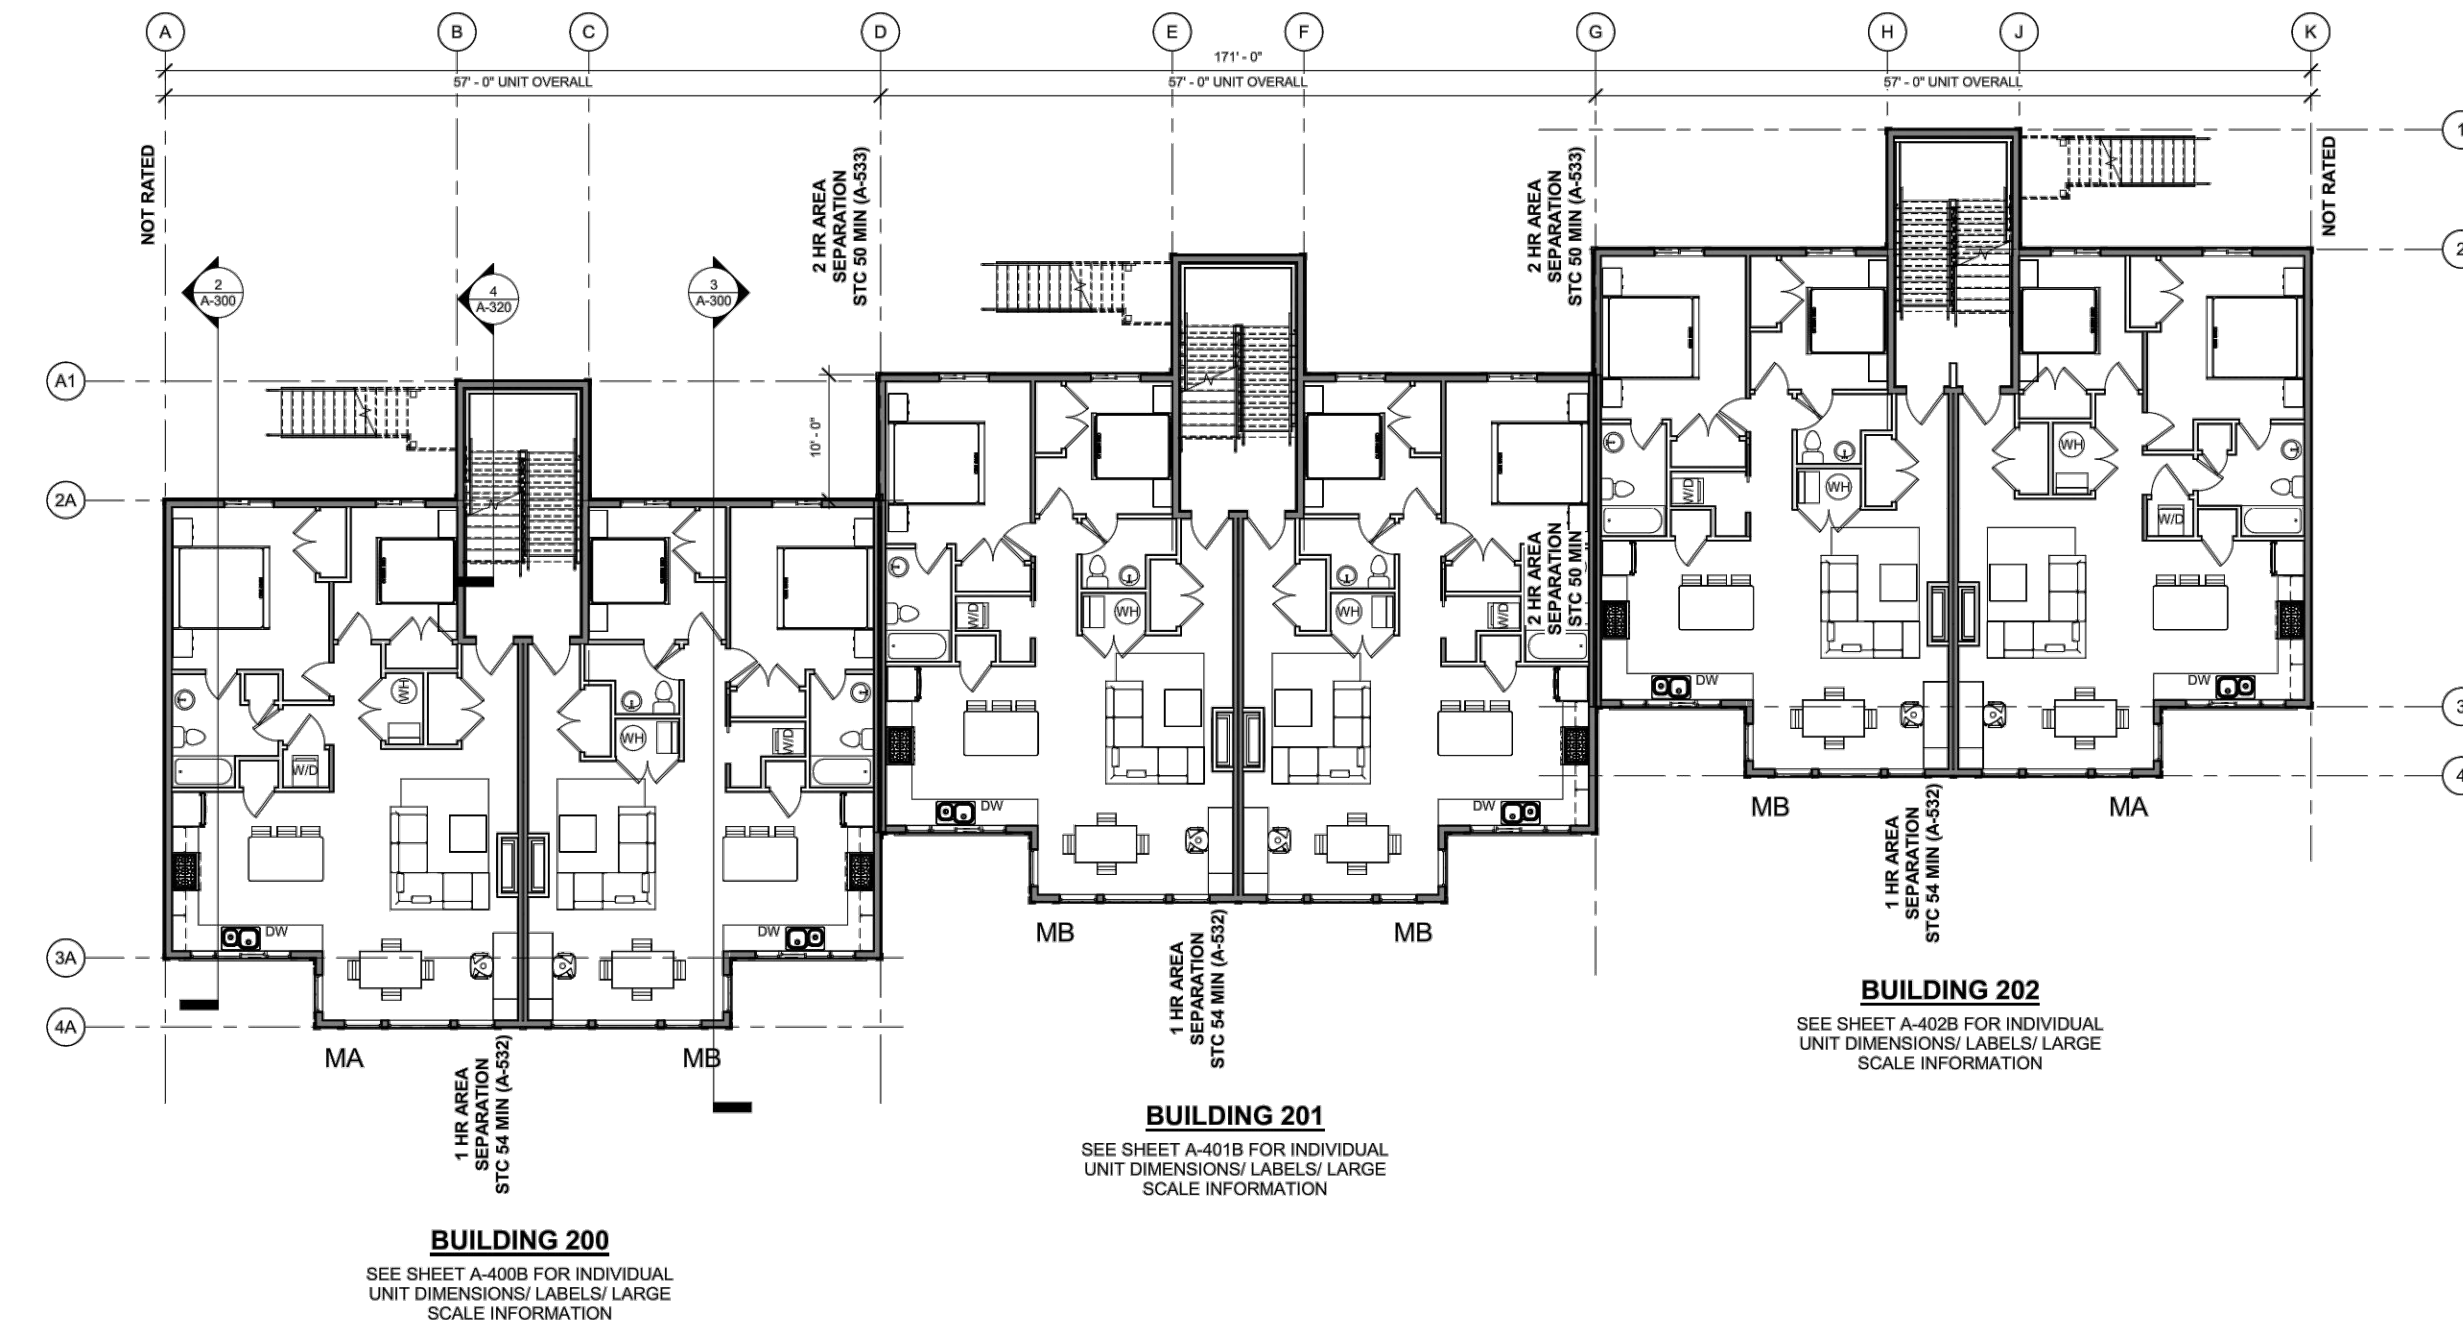 A
B
C
D
E
F
G
H
J
K
171' - 0"
57' - 0" UNIT OVERALL
57' - 0" UNIT OVERALL
57' - 0" UNIT OVERALL
NOT RATED
2 HR AREA
SEPARATION
STC 50 MIN (A-533)
2 HR AREA
SEPARATION
STC 50 MIN (A-533)
NOT RATED
1
2
2
A-300
4
A-320
3
A-300
A1
10' - 0"
2A
WH
WH
W/D
W/D
W/D
WH
WH
W/D
2 HR AREA
SEPARATION
STC 50 MIN
WH
WH
W/D
W/D
DW
DW
3
4
DW
DW
MB
MA
1 HR AREA
SEPARATION
STC 54 MIN (A-532)
DW
DW
MB
MB
1 HR AREA
SEPARATION
STC 54 MIN (A-532)
3A
4A
MA
MB
1 HR AREA
SEPARATION
STC 54 MIN (A-532)
BUILDING 202
SEE SHEET A-402B FOR INDIVIDUAL
UNIT DIMENSIONS/ LABELS/ LARGE
SCALE INFORMATION
BUILDING 201
SEE SHEET A-401B FOR INDIVIDUAL
UNIT DIMENSIONS/ LABELS/ LARGE
SCALE INFORMATION
BUILDING 200
SEE SHEET A-400B FOR INDIVIDUAL
UNIT DIMENSIONS/ LABELS/ LARGE
SCALE INFORMATION